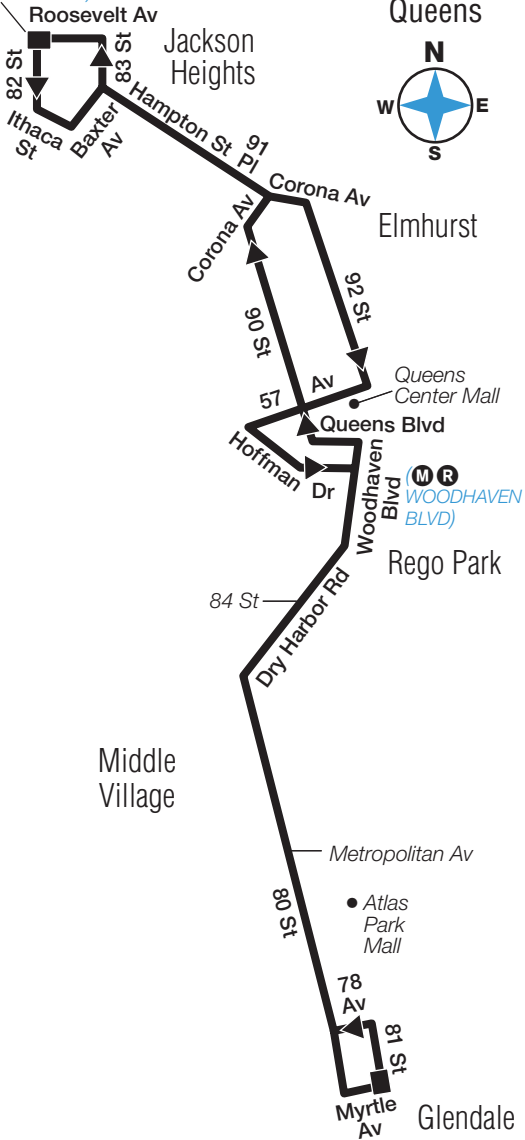 Queens
N
W
E
S
Roosevelt Av
Jackson
Heights
82 St
83 St
Ithaca
St
Baxter
Av
Hampton St
91
Pl
Corona Av
Corona Av
Elmhurst
92 St
90 St
57 Av
Queens
Center Mall
Queens Blvd
Hoffman
Dr
Woodhaven
Blvd
(M R
WOODHAVEN
BLVD)
Rego Park
84 St
Dry Harbor Rd
Middle
Village
Metropolitan Av
80 St
Atlas
Park
Mall
78
Av
81 St
Myrtle
Av
Glendale